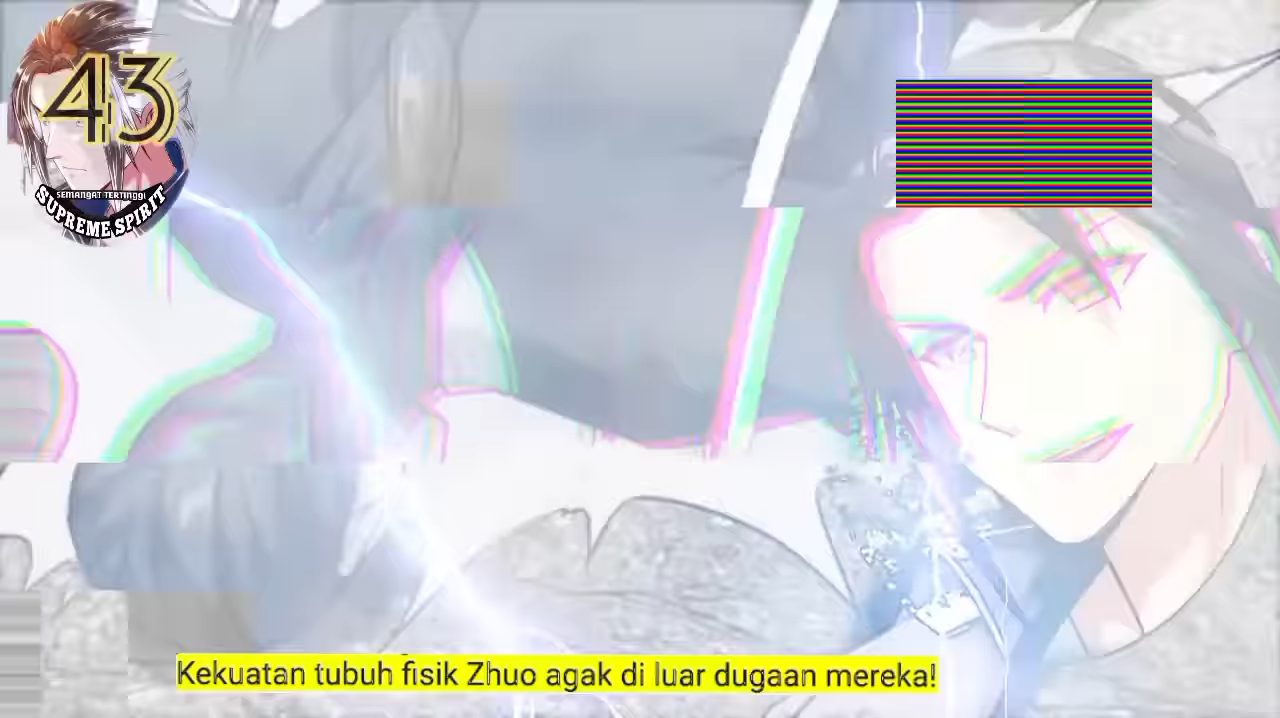 43
SEMANGAT TERTINGGI
SUPREME SPIRIT
Kekuatan tubuh fisik Zhuo agak di luar dugaan mereka!